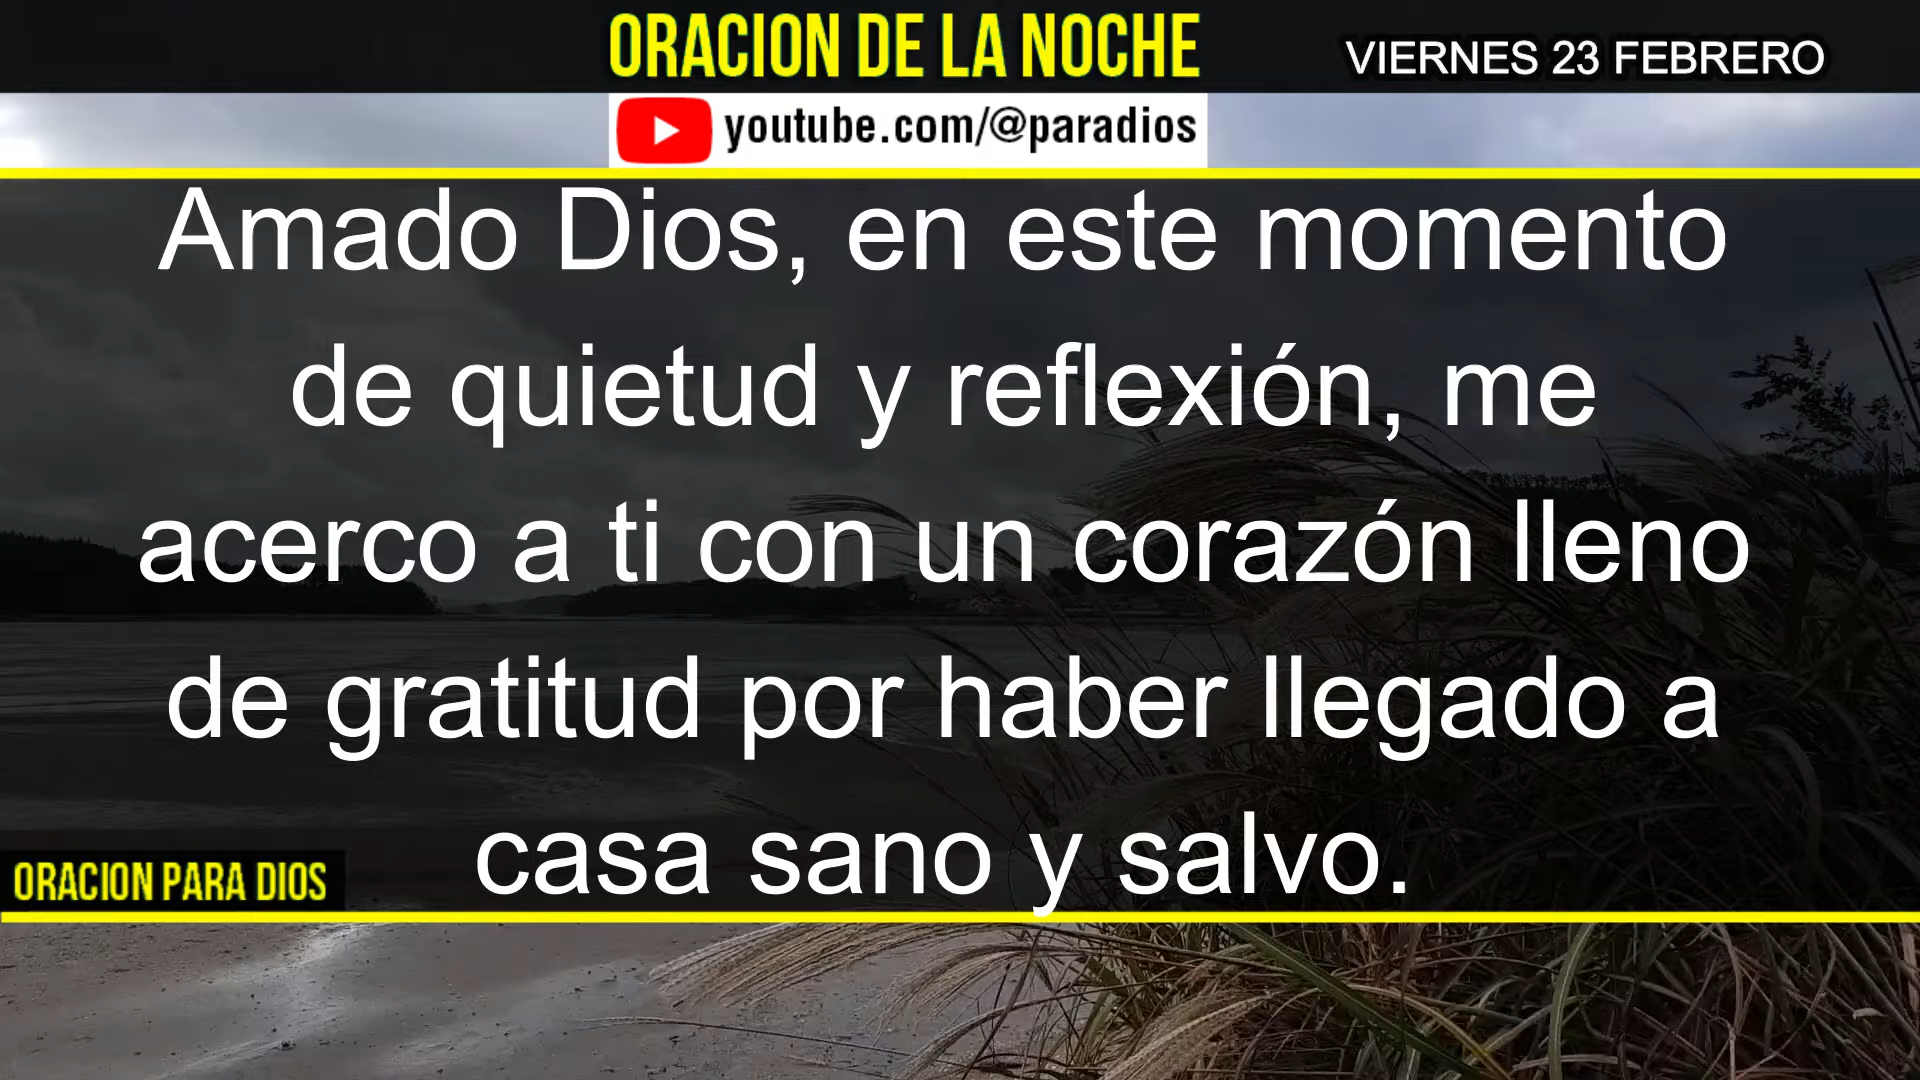 ORACION DE LA NOCHE
VIERNES 23 FEBRERO
youtube.com/@paradios
Amado Dios, en este momento
de quietud y reflexión, me
acerco a ti con un corazón lleno
de gratitud por haber llegado a
casa sano y salvo.
ORACION PARA DIOS